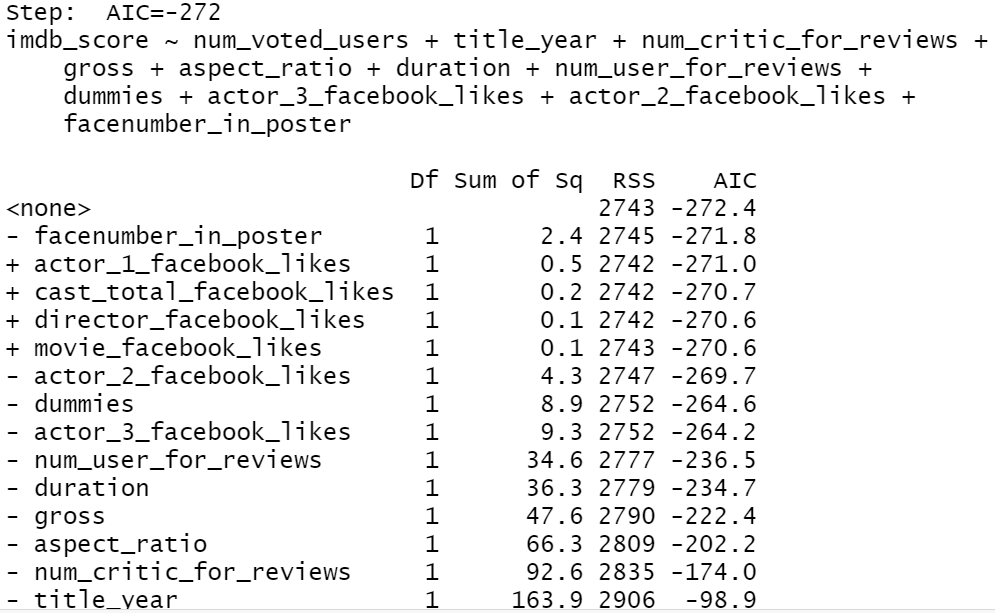 Step:  AIC=-272
imdb_score ~ num_voted_users + title_year + num_critic_for_reviews +
    gross + aspect_ratio + duration + num_user_for_reviews +
    dummies + actor_3_facebook_likes + actor_2_facebook_likes +
    facenumber_in_poster

                            Df Sum of Sq  RSS    AIC
<none>                                   2743 -272.4
- facenumber_in_poster       1       2.4 2745 -271.8
+ actor_1_facebook_likes     1       0.5 2742 -271.0
+ cast_total_facebook_likes  1       0.2 2742 -270.7
+ director_facebook_likes    1       0.1 2742 -270.6
+ movie_facebook_likes       1       0.1 2743 -270.6
- actor_2_facebook_likes     1       4.3 2747 -269.7
- dummies                    1       8.9 2752 -264.6
- actor_3_facebook_likes     1       9.3 2752 -264.2
- num_user_for_reviews       1      34.6 2777 -236.5
- duration                   1      36.3 2779 -234.7
- gross                      1      47.6 2790 -222.4
- aspect_ratio               1      66.3 2809 -202.2
- num_critic_for_reviews     1      92.6 2835 -174.0
- title_year                 1     163.9 2906  -98.9